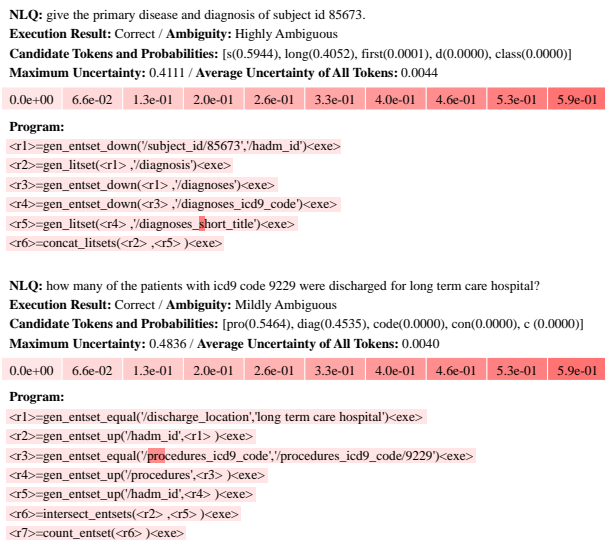 NLQ: give the primary disease and diagnosis of subject id 85673.
Execution Result: Correct / Ambiguity: Highly Ambiguous
Candidate Tokens and Probabilities: [s(0.5944), long(0.4052), first(0.0001), d(0.0000), class(0.0000)]
Maximum Uncertainty: 0.4111 / Average Uncertainty of All Tokens: 0.0044
0.0e+00 6.6e-02 1.3e-01 2.0e-01 2.6e-01 3.3e-01 4.0e-01 4.6e-01 5.3e-01 5.9e-01
Program:
<r1>=gen_entset_down('/subject_id/85673','/hadm_id')<exe>
<r2>=gen_litset(<r1> ,'/diagnosis')<exe>
<r3>=gen_entset_down(<r1> ,'/diagnoses')<exe>
<r4>=gen_entset_down(<r3> ,'/diagnoses_icd9_code')<exe>
<r5>=gen_litset(<r4> ,'/diagnoses_short_title')<exe>
<r6>=concat_litsets(<r2> ,<r5> )<exe>
NLQ: how many of the patients with icd9 code 9229 were discharged for long term care hospital?
Execution Result: Correct / Ambiguity: Mildly Ambiguous
Candidate Tokens and Probabilities: [pro(0.5464), diag(0.4535), code(0.0000), con(0.0000), c (0.0000)]
Maximum Uncertainty: 0.4836 / Average Uncertainty of All Tokens: 0.0040
0.0e+00 6.6e-02 1.3e-01 2.0e-01 2.6e-01 3.3e-01 4.0e-01 4.6e-01 5.3e-01 5.9e-01
Program:
<r1>=gen_entset_equal('/discharge_location','long term care hospital')<exe>
<r2>=gen_entset_up('/hadm_id',<r1> )<exe>
<r3>=gen_entset_equal('/procedures_icd9_code','/procedures_icd9_code/9229')<exe>
<r4>=gen_entset_up('/procedures',<r3> )<exe>
<r5>=gen_entset_up('/hadm_id',<r4> )<exe>
<r6>=intersect_entsets(<r2> ,<r5> )<exe>
<r7>=count_entset(<r6> )<exe>